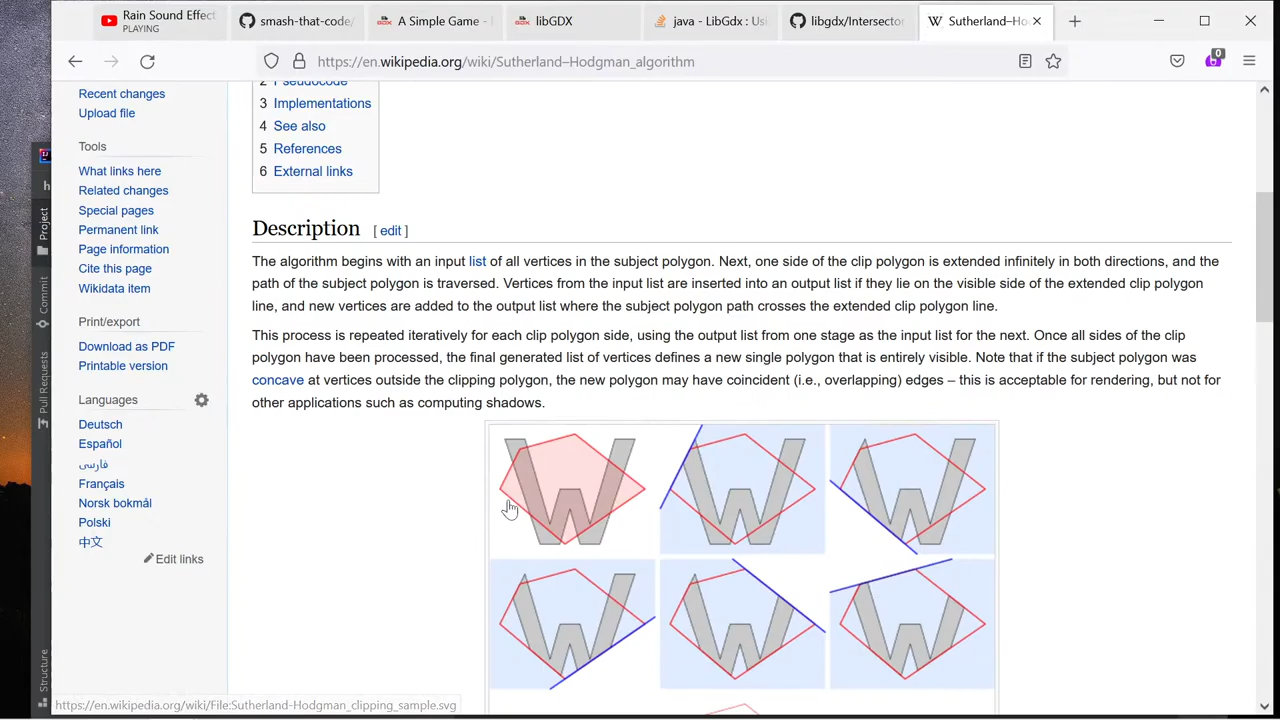 Rain Sound Effect
PLAYING
smash-that-code/
A Simple Game -
libGDX
java - LibGdx : Usi
libgdx/Intersector
W Sutherland–Ho
https://en.wikipedia.org/wiki/Sutherland–Hodgman_algorithm
0
Recent changes
Upload file
Tools
What links here
Related changes
Special pages
Permanent link
Page information
Cite this page
Wikidata item
Print/export
Download as PDF
Printable version
Languages
Deutsch
Español
فارسی
Français
Norsk bokmål
Polski
中文
Edit links
2 Pseudocode
3 Implementations
4 See also
5 References
6 External links
Description [ edit ]
The algorithm begins with an input list of all vertices in the subject polygon. Next, one side of the clip polygon is extended infinitely in both directions, and the
path of the subject polygon is traversed. Vertices from the input list are inserted into an output list if they lie on the visible side of the extended clip polygon
line, and new vertices are added to the output list where the subject polygon path crosses the extended clip polygon line.
This process is repeated iteratively for each clip polygon side, using the output list from one stage as the input list for the next. Once all sides of the clip
polygon have been processed, the final generated list of vertices defines a new single polygon that is entirely visible. Note that if the subject polygon was
concave at vertices outside the clipping polygon, the new polygon may have coincident (i.e., overlapping) edges – this is acceptable for rendering, but not for
other applications such as computing shadows.
Project
Commit
Pull Requests
Structure
https://en.wikipedia.org/wiki/File:Sutherland-Hodgman_clipping_sample.svg